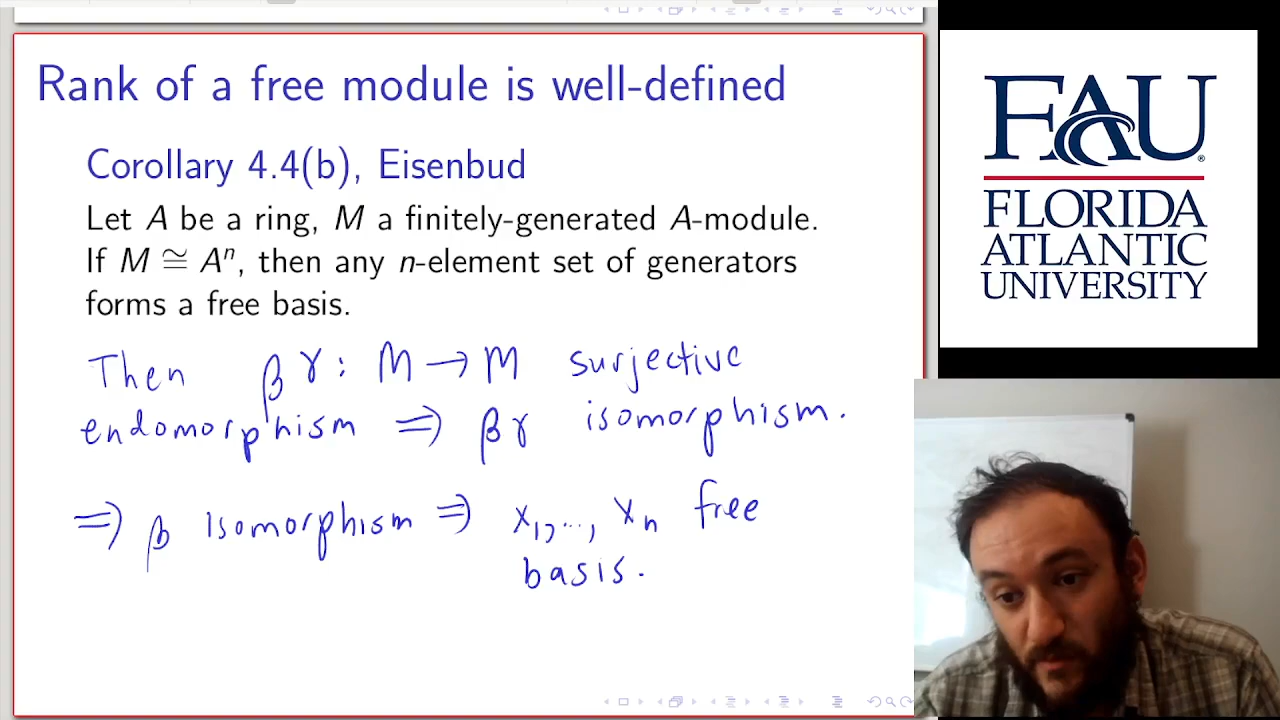 Rank of a free module is well-defined
Corollary 4.4(b), Eisenbud
Let A be a ring, M a finitely-generated A-module.
If M ≅ Aⁿ, then any n-element set of generators
forms a free basis.
Then β γ : M → M surjective
endomorphism ⟹ βγ isomorphism.
⟹ β isomorphism ⟹ x₁, ..., xₙ free
basis.
FAU
FLORIDA
ATLANTIC
UNIVERSITY